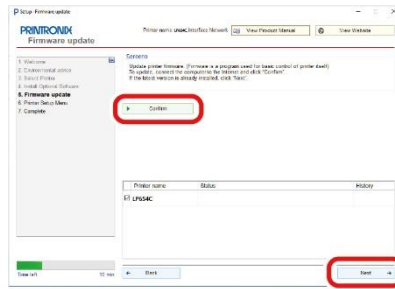 Setup - Firmware update
PRINTRONIX
Firmware update
Printer name LP654C Interface Network
View Product Manual
View Website
1. Welcome
2. Environmental advice
3. Select Printer
4. Install Optional Software
5. Firmware update
6. Printer Setup Menu
7. Complete
Update printer firmware. (Firmware is a program used for basic control of printer itself)
To update, connect the computer to the Internet and click "Confirm"
If the latest version is already installed, click "Next".
Confirm
Printer name Status History
LP654C
Time left 10 min
Back
Next